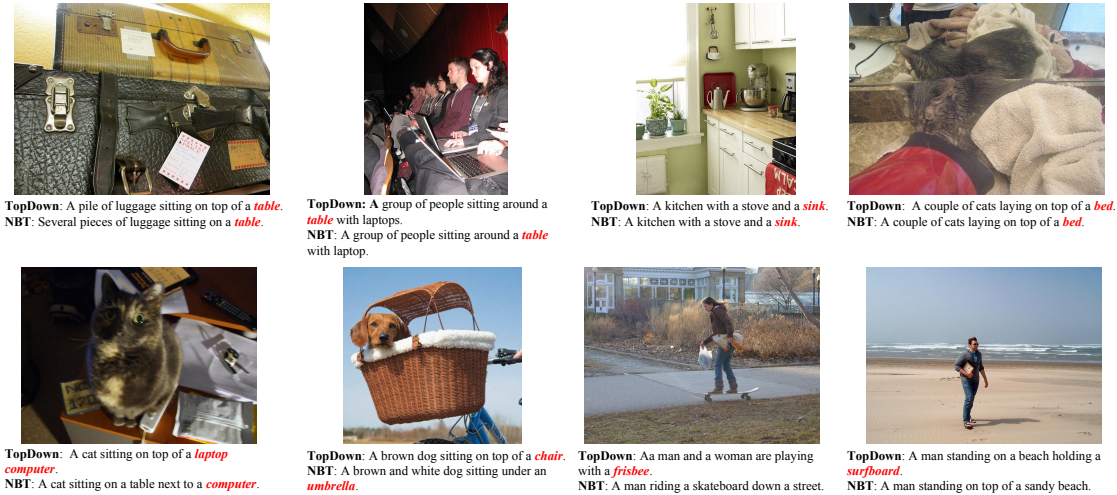 TopDown: A pile of luggage sitting on top of a table.
NBT: Several pieces of luggage sitting on a table.
TopDown: A group of people sitting around a
table with laptops.
NBT: A group of people sitting around a table
with laptop.
TopDown: A kitchen with a stove and a sink.
NBT: A kitchen with a stove and a sink.
TopDown: A couple of cats laying on top of a bed.
NBT: A couple of cats laying on top of a bed.
TopDown: A cat sitting on top of a laptop
computer.
NBT: A cat sitting on a table next to a computer.
TopDown: A brown dog sitting on top of a chair.
NBT: A brown and white dog sitting under an
umbrella.
TopDown: Aa man and a woman are playing
with a frisbee.
NBT: A man riding a skateboard down a street.
TopDown: A man standing on a beach holding a
surfboard.
NBT: A man standing on top of a sandy beach.